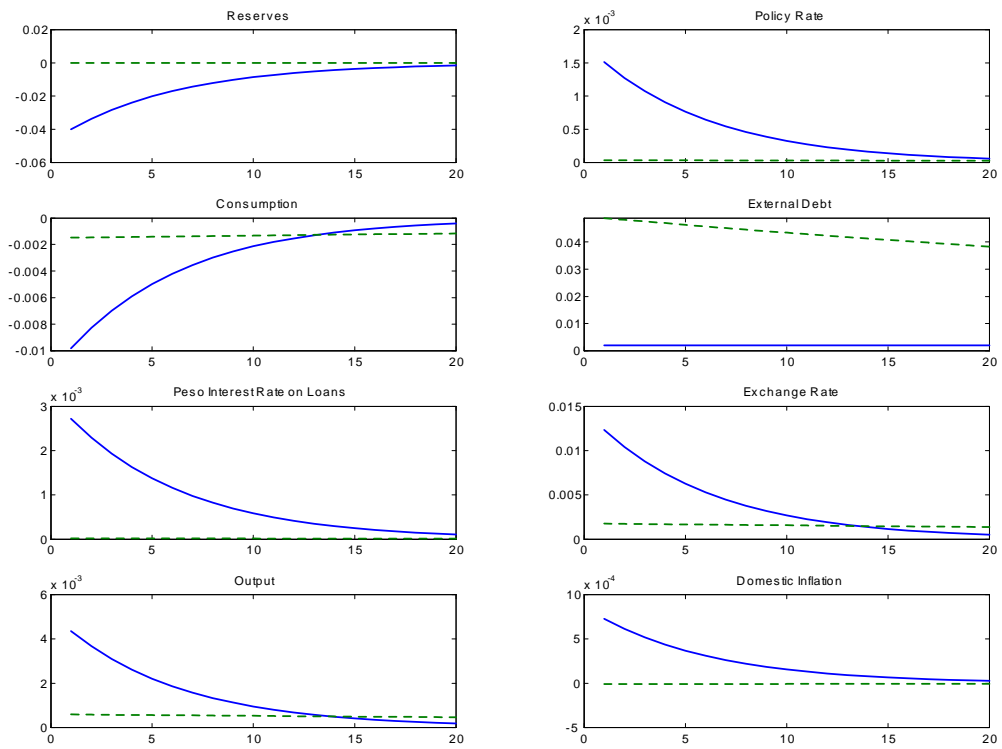 Reserves
0.02
0
-0.02
-0.04
-0.06
0 5 10 15 20
Policy Rate
x 10-3
2
1.5
1
0.5
0
0 5 10 15 20
Consumption
0
-0.002
-0.004
-0.006
-0.008
-0.01
0 5 10 15 20
External Debt
0.04
0.03
0.02
0.01
0
0 5 10 15 20
Peso Interest Rate on Loans
x 10-3
3
2
1
0
0 5 10 15 20
Exchange Rate
0.015
0.01
0.005
0
0 5 10 15 20
Output
x 10-3
6
4
2
0
0 5 10 15 20
Domestic Inflation
x 10-4
10
5
0
-5
0 5 10 15 20